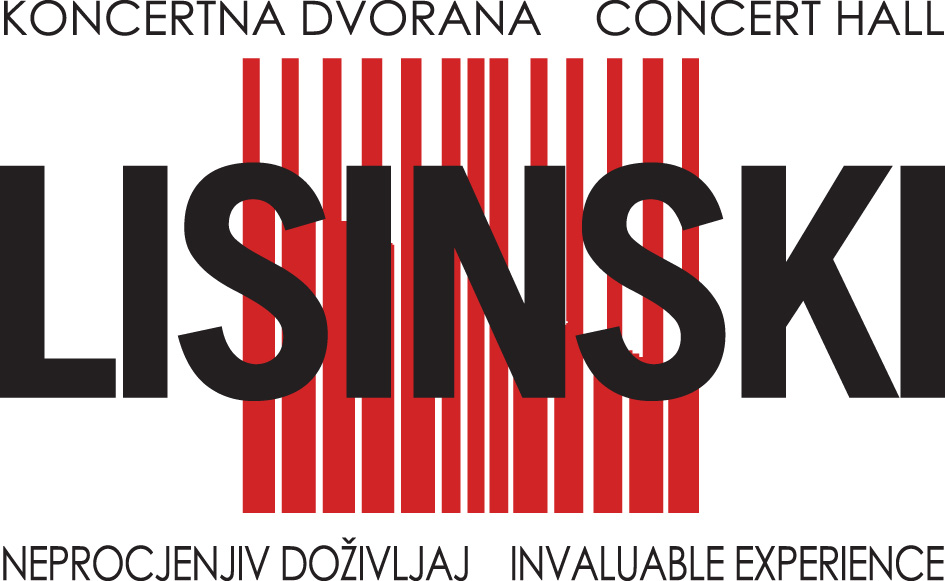 KONCERTNA DVORANA CONCERT HALL
LISINSKI
NEPROCJENJIV DOŽIVLJAJ INVALUABLE EXPERIENCE